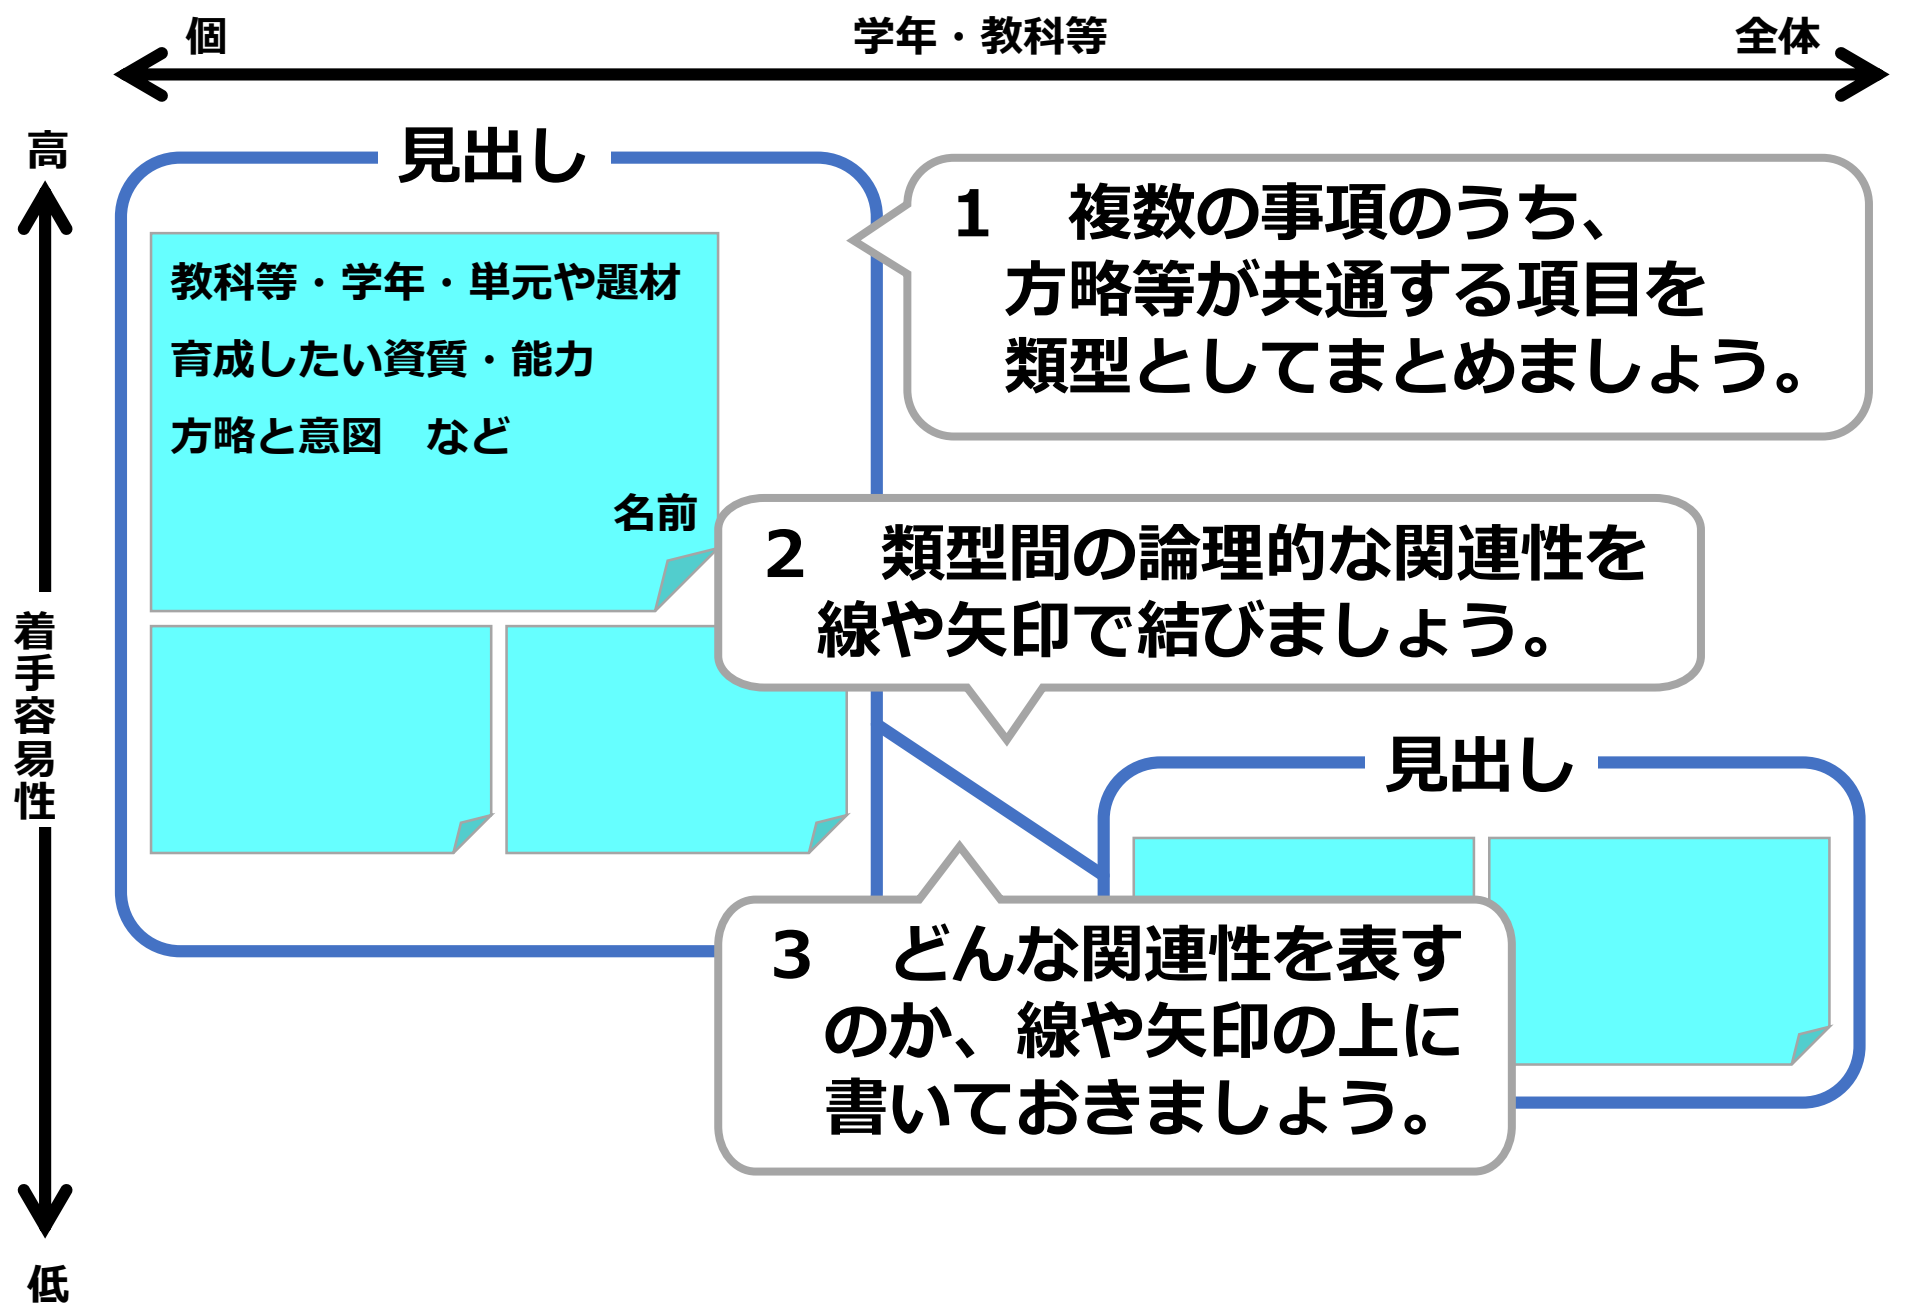 個　学年・教科等　全体
高
見出し
教科等・学年・単元や題材
育成したい資質・能力
方略と意図　など
名前
１　複数の事項のうち、
方略等が共通する項目を
類型としてまとめましょう。
２　類型間の論理的な関連性を
線や矢印で結びましょう。
着手容易性
見出し
３　どんな関連性を表す
のか、線や矢印の上に
書いておきましょう。
低